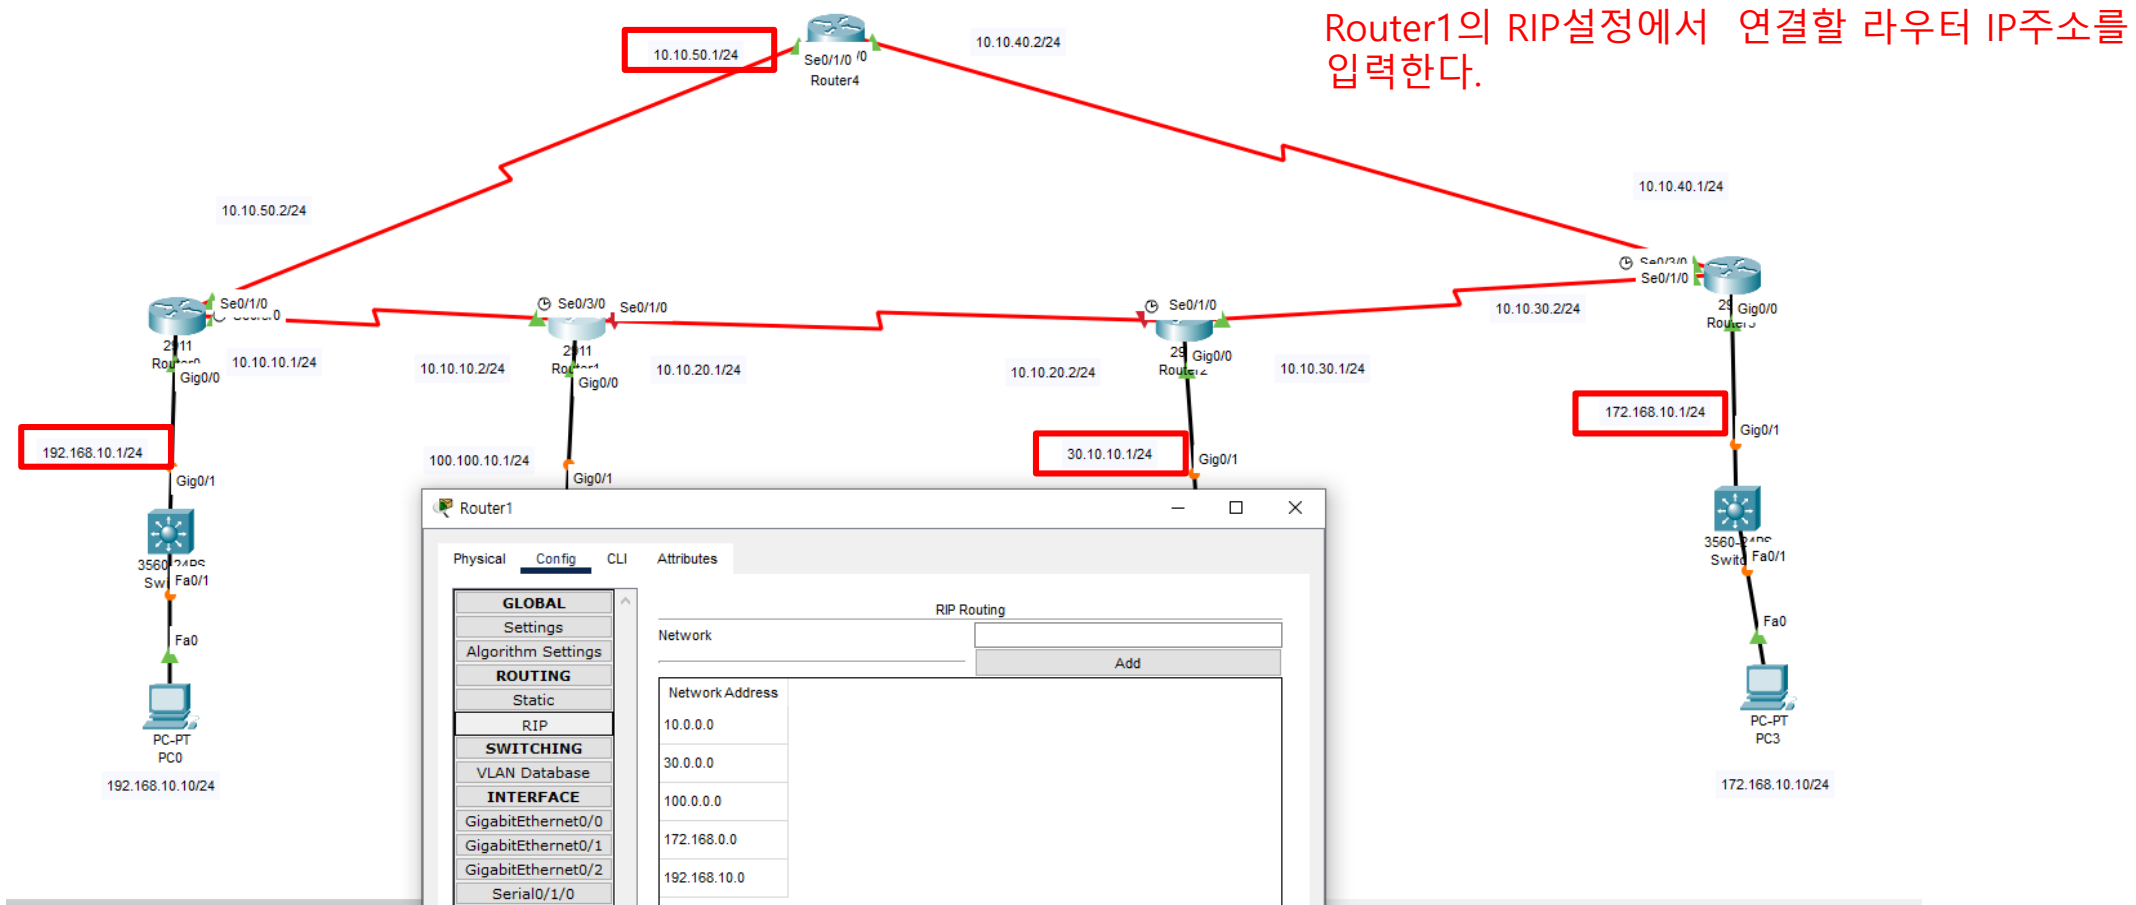 Router1의 RIP설정에서 연결할 라우터 IP주소를
입력한다.
10.10.50.1/24
10.10.40.2/24
Se0/1/0
/0
Router4
10.10.50.2/24
10.10.40.1/24
Se0/3/0
Se0/1/0
Se0/1/0
Se0/3/0
Se0/1/0
Se0/1/0
10.10.30.2/24
Gig0/0
2911
Gig0/0
10.10.10.1/24
10.10.10.2/24
2911
Gig0/0
10.10.20.1/24
10.10.20.2/24
Gig0/0
10.10.30.1/24
192.168.10.1/24
100.100.10.1/24
30.10.10.1/24
172.168.10.1/24
Gig0/1
Gig0/1
Gig0/1
Gig0/1
Fa0/1
Fa0
PC-PT
PC0
192.168.10.10/24
Fa0/1
Fa0
PC-PT
PC3
172.168.10.10/24
Router1
Physical Config CLI Attributes
GLOBAL
Settings
Algorithm Settings
ROUTING
Static
RIP
SWITCHING
VLAN Database
INTERFACE
GigabitEthernet0/0
GigabitEthernet0/1
GigabitEthernet0/2
Serial0/1/0
RIP Routing
Network
Add
Network Address
10.0.0.0
30.0.0.0
100.0.0.0
172.168.0.0
192.168.10.0